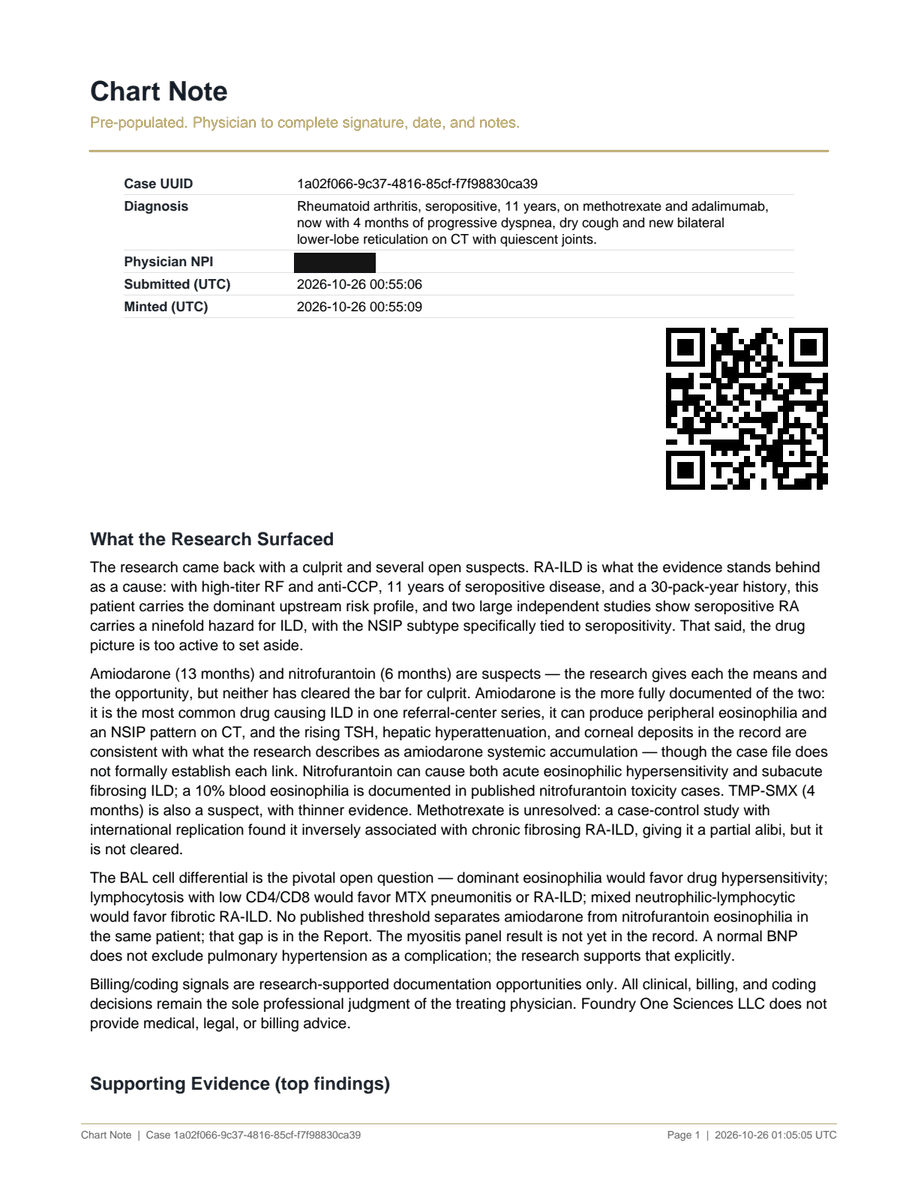 Chart Note
Pre-populated. Physician to complete signature, date, and notes.
Case UUID 1a02f066-9c37-4816-85cf-f7f98830ca39
Diagnosis Rheumatoid arthritis, seropositive, 11 years, on methotrexate and adalimumab,
now with 4 months of progressive dyspnea, dry cough and new bilateral
lower-lobe reticulation on CT with quiescent joints.
Physician NPI
Submitted (UTC) 2026-10-26 00:55:06
Minted (UTC) 2026-10-26 00:55:09
What the Research Surfaced
The research came back with a culprit and several open suspects. RA-ILD is what the evidence stands behind
as a cause: with high-titer RF and anti-CCP, 11 years of seropositive disease, and a 30-pack-year history, this
patient carries the dominant upstream risk profile, and two large independent studies show seropositive RA
carries a ninefold hazard for ILD, with the NSIP subtype specifically tied to seropositivity. That said, the drug
picture is too active to set aside.
Amiodarone (13 months) and nitrofurantoin (6 months) are suspects — the research gives each the means and
the opportunity, but neither has cleared the bar for culprit. Amiodarone is the more fully documented of the two:
it is the most common drug causing ILD in one referral-center series, it can produce peripheral eosinophilia and
an NSIP pattern on CT, and the rising TSH, hepatic hyperattenuation, and corneal deposits in the record are
consistent with what the research describes as amiodarone systemic accumulation — though the case file does
not formally establish each link. Nitrofurantoin can cause both acute eosinophilic hypersensitivity and subacute
fibrosing ILD; a 10% blood eosinophilia is documented in published nitrofurantoin toxicity cases. TMP-SMX (4
months) is also a suspect, with thinner evidence. Methotrexate is unresolved: a case-control study with
international replication found it inversely associated with chronic fibrosing RA-ILD, giving it a partial alibi, but it
is not cleared.
The BAL cell differential is the pivotal open question — dominant eosinophilia would favor drug hypersensitivity;
lymphocytosis with low CD4/CD8 would favor MTX pneumonitis or RA-ILD; mixed neutrophilic-lymphocytic
would favor fibrotic RA-ILD. No published threshold separates amiodarone from nitrofurantoin eosinophilia in
the same patient; that gap is in the Report. The myositis panel result is not yet in the record. A normal BNP
does not exclude pulmonary hypertension as a complication; the research supports that explicitly.
Billing/coding signals are research-supported documentation opportunities only. All clinical, billing, and coding
decisions remain the sole professional judgment of the treating physician. Foundry One Sciences LLC does not
provide medical, legal, or billing advice.
Supporting Evidence (top findings)
Chart Note | Case 1a02f066-9c37-4816-85cf-f7f98830ca39 Page 1 | 2026-10-26 01:05:05 UTC